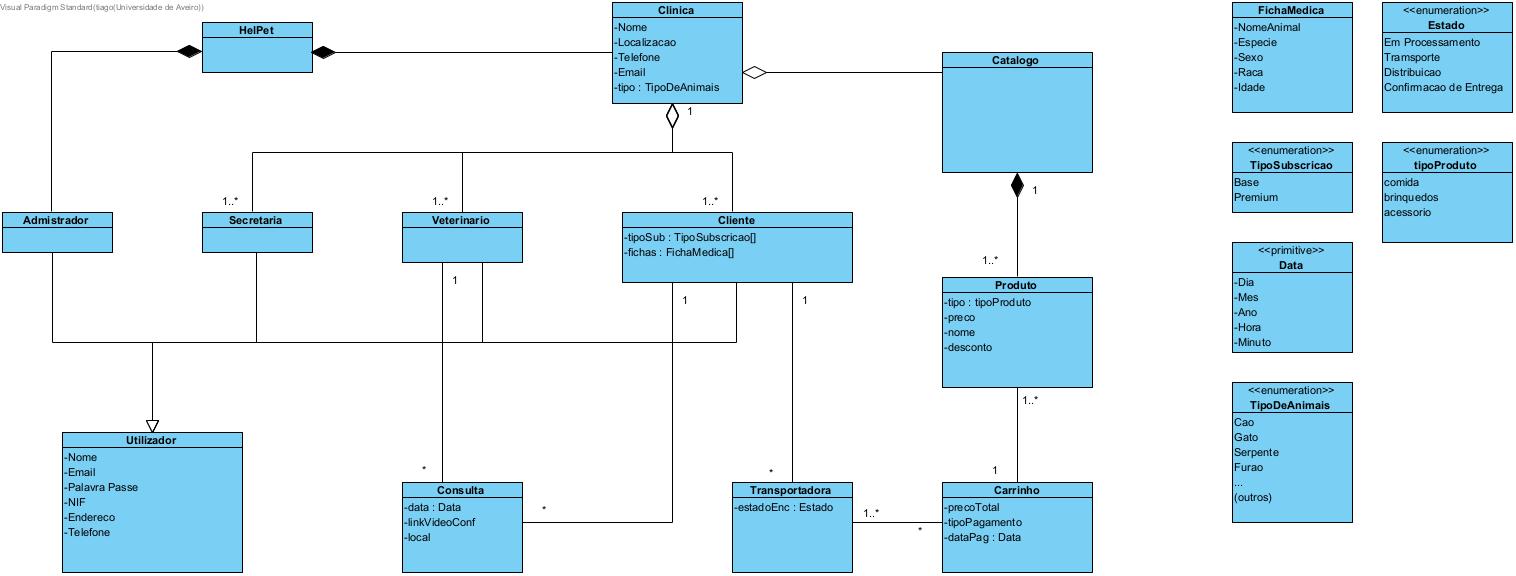 Visual Paradigm Standard(tiago(Universidade de Aveiro))
HelPet
Clinica
-Nome
-Localizacao
-Telefone
-Email
-tipo : TipoDeAnimais
Catalogo
FichaMedica
-NomeAnimal
-Especie
-Sexo
-Raca
-Idade
<<enumeration>>
Estado
Em Processamento
Transporte
Distribuicao
Confirmacao de Entrega
1
<<enumeration>>
TipoSubscricao
Base
Premium
<<enumeration>>
tipoProduto
comida
brinquedos
acessorio
1
1..*
1..*
1..*
Admistrador
Secretaria
Veterinario
Cliente
-tipoSub : TipoSubscricao[]
-fichas : FichaMedica[]
1..*
<<primitive>>
Data
-Dia
-Mes
-Ano
-Hora
-Minuto
1
1
1
Produto
-tipo : tipoProduto
-preco
-nome
-desconto
1..*
<<enumeration>>
TipoDeAnimais
Cao
Gato
Serpente
Furao
...
(outros)
Utilizador
-Nome
-Email
-Palavra Passe
-NIF
-Endereco
-Telefone
*
*
1
Consulta
-data : Data
-linkVideoConf
-local
*
Transportadora
-estadoEnc : Estado
1..*
*
Carrinho
-precoTotal
-tipoPagamento
-dataPag : Data